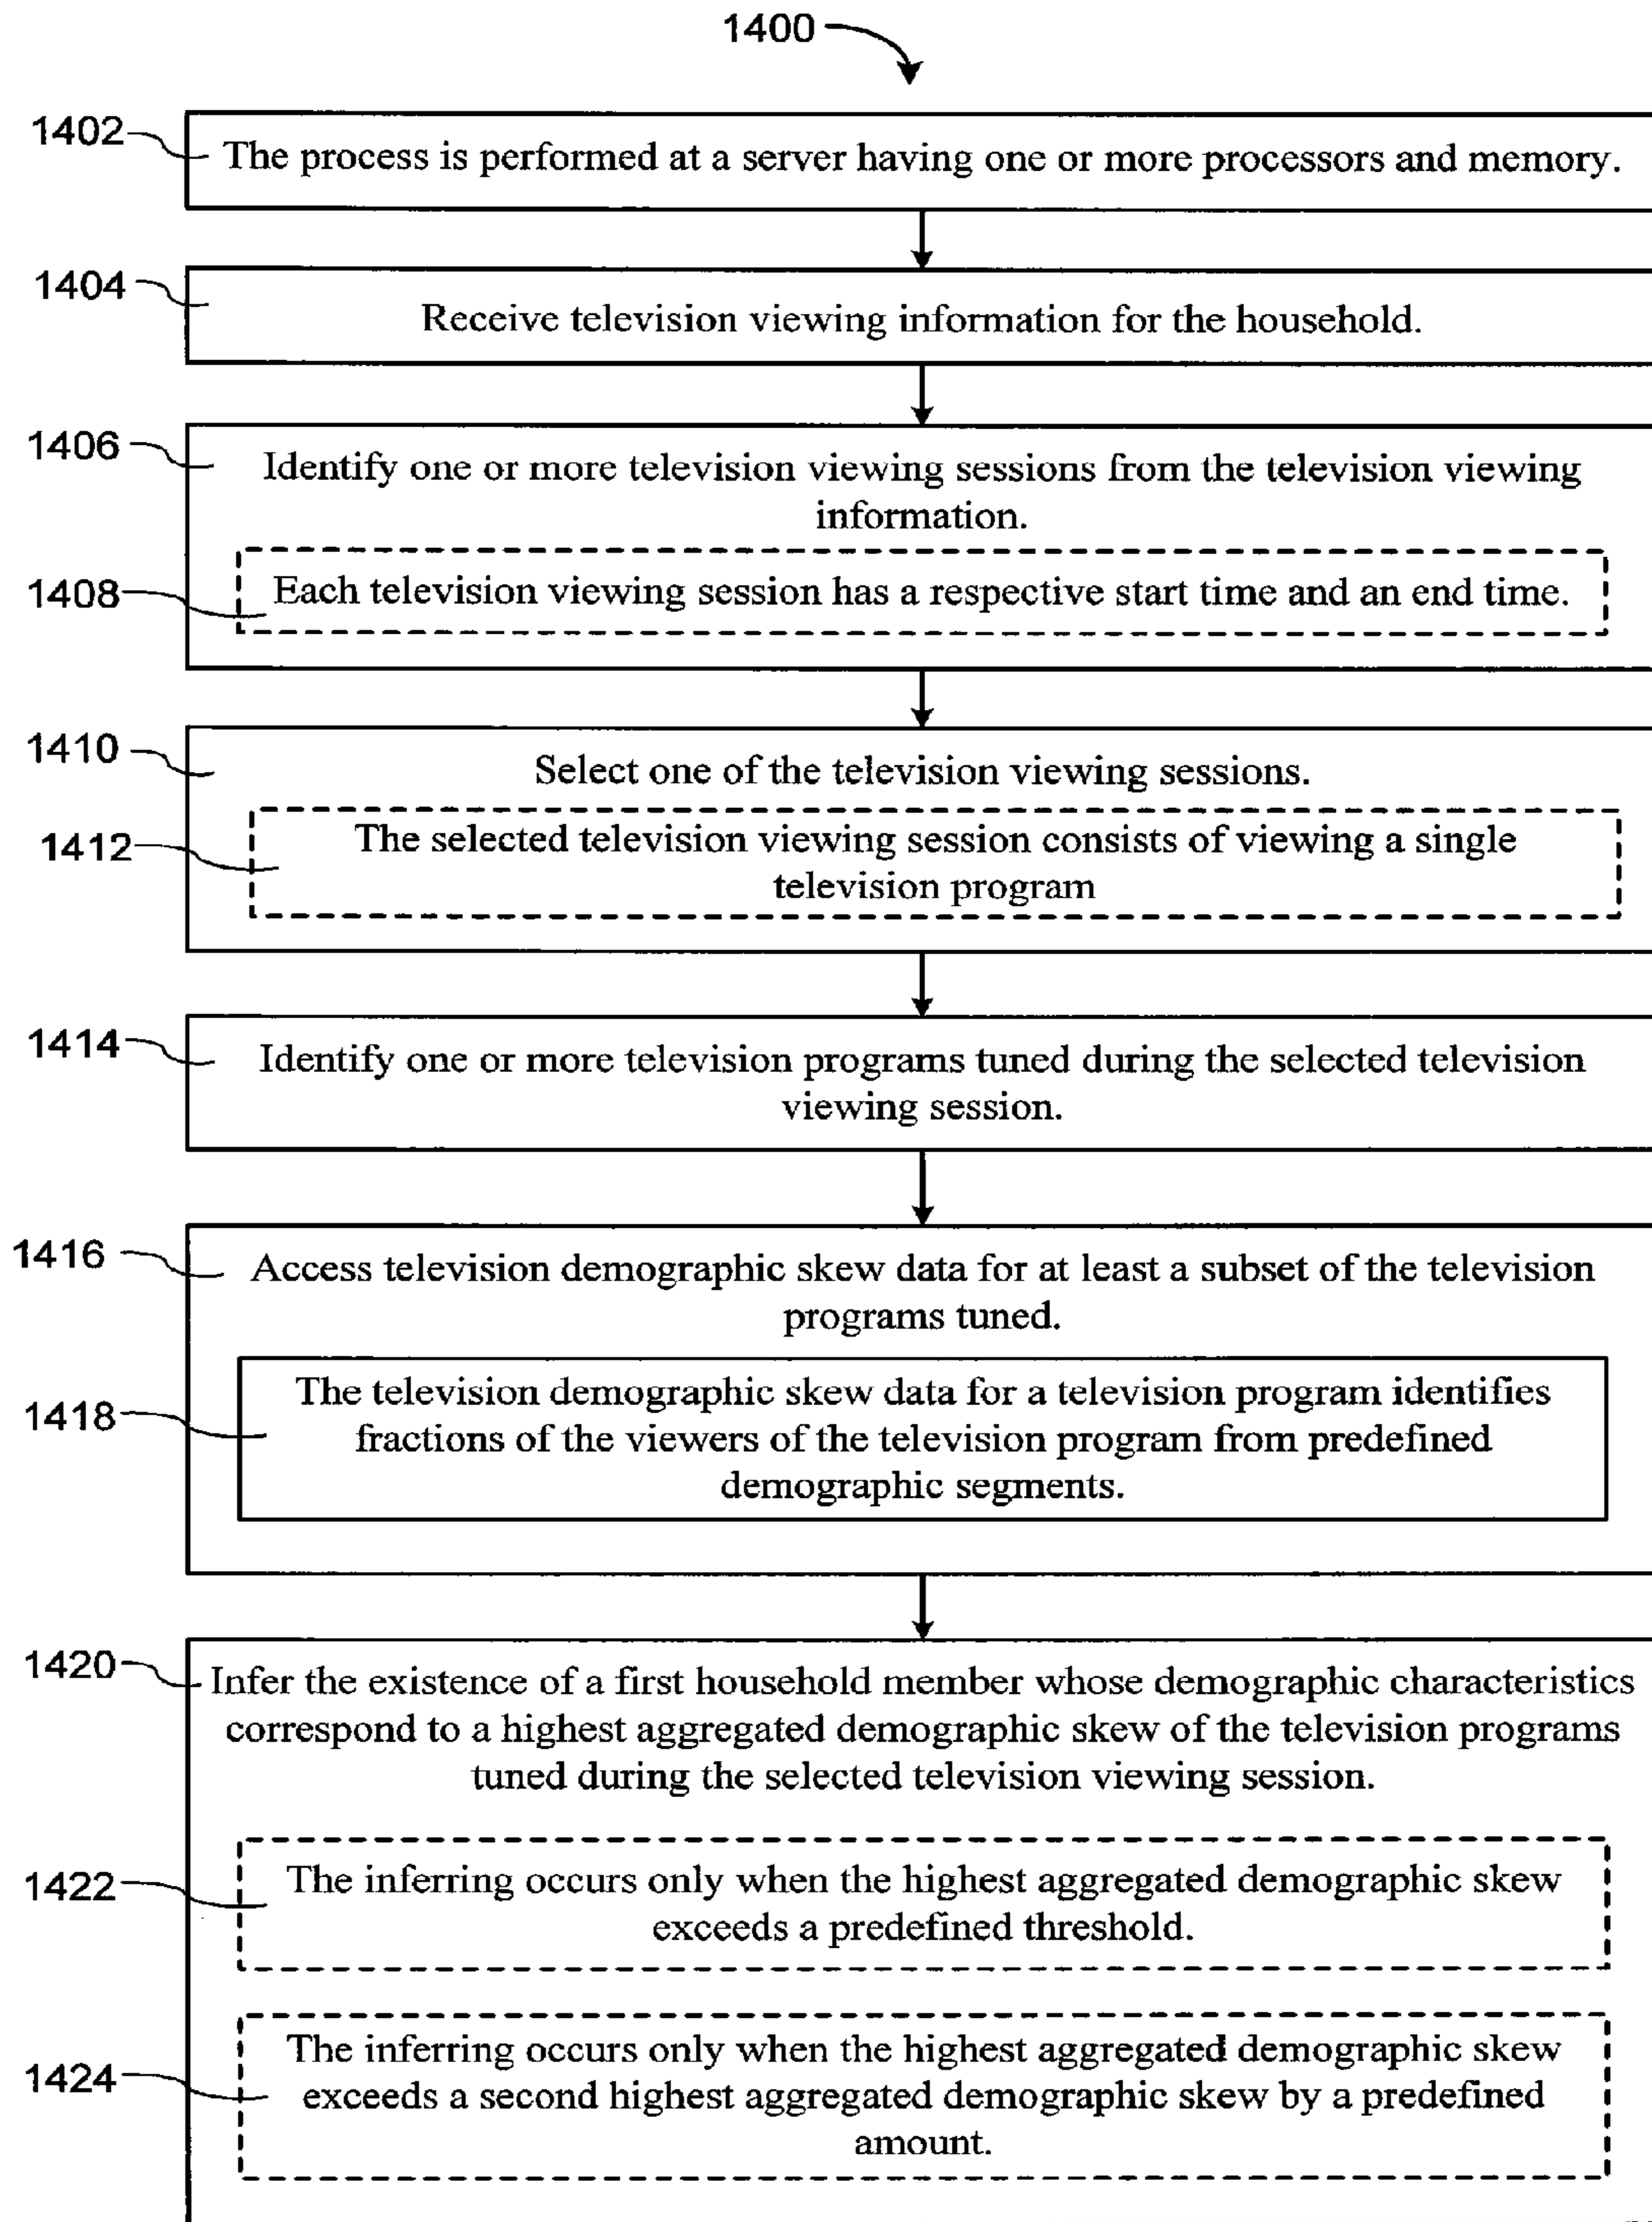 1400
1402
The process is performed at a server having one or more processors and memory.
1404
Receive television viewing information for the household.
1406
Identify one or more television viewing sessions from the television viewing
information.
1408
Each television viewing session has a respective start time and an end time.
1410
Select one of the television viewing sessions.
1412
The selected television viewing session consists of viewing a single
television program
1414
Identify one or more television programs tuned during the selected television
viewing session.
1416
Access television demographic skew data for at least a subset of the television
programs tuned.
1418
The television demographic skew data for a television program identifies
fractions of the viewers of the television program from predefined
demographic segments.
1420
Infer the existence of a first household member whose demographic characteristics
correspond to a highest aggregated demographic skew of the television programs
tuned during the selected television viewing session.
1422
The inferring occurs only when the highest aggregated demographic skew
exceeds a predefined threshold.
1424
The inferring occurs only when the highest aggregated demographic skew
exceeds a second highest aggregated demographic skew by a predefined
amount.